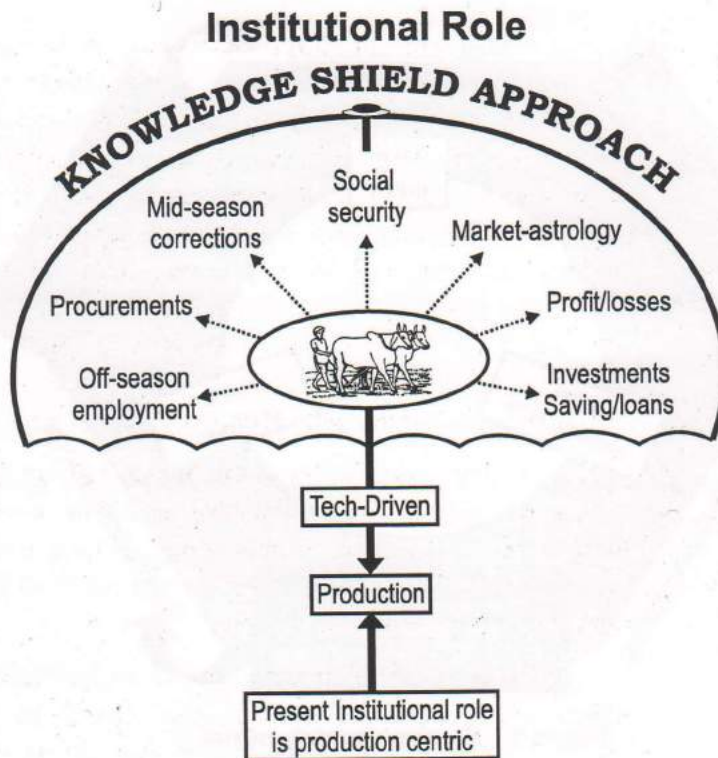 Institutional Role
KNOWLEDGE SHIELD APPROACH
Social
security
Mid-season
corrections
Market-astrology
Procurements
Profit/losses
Off-season
employment
Investments
Saving/loans
Tech-Driven
Production
Present Institutional role
is production centric